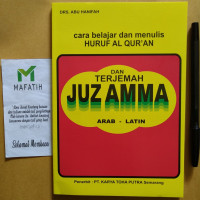 DRS. ABU HANIFAH
cara belajar dan menulis
HURUF AL QUR'AN
DAN
TERJEMAH
JUZ AMMA
ARAB - LATIN
Penerbit : PT. KARYA TOHA PUTRA Semarang
MAFATIH
Selamat Membaca